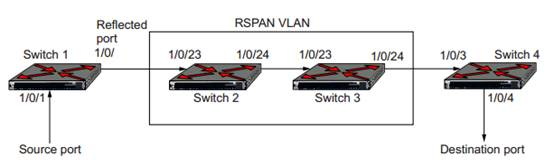 Reflected
port
1/0/
RSPAN VLAN
Switch 1
1/0/23
1/0/24
1/0/23
1/0/24
1/0/3
Switch 4
1/0/1
Switch 2
Switch 3
1/0/4
Source port
Destination port